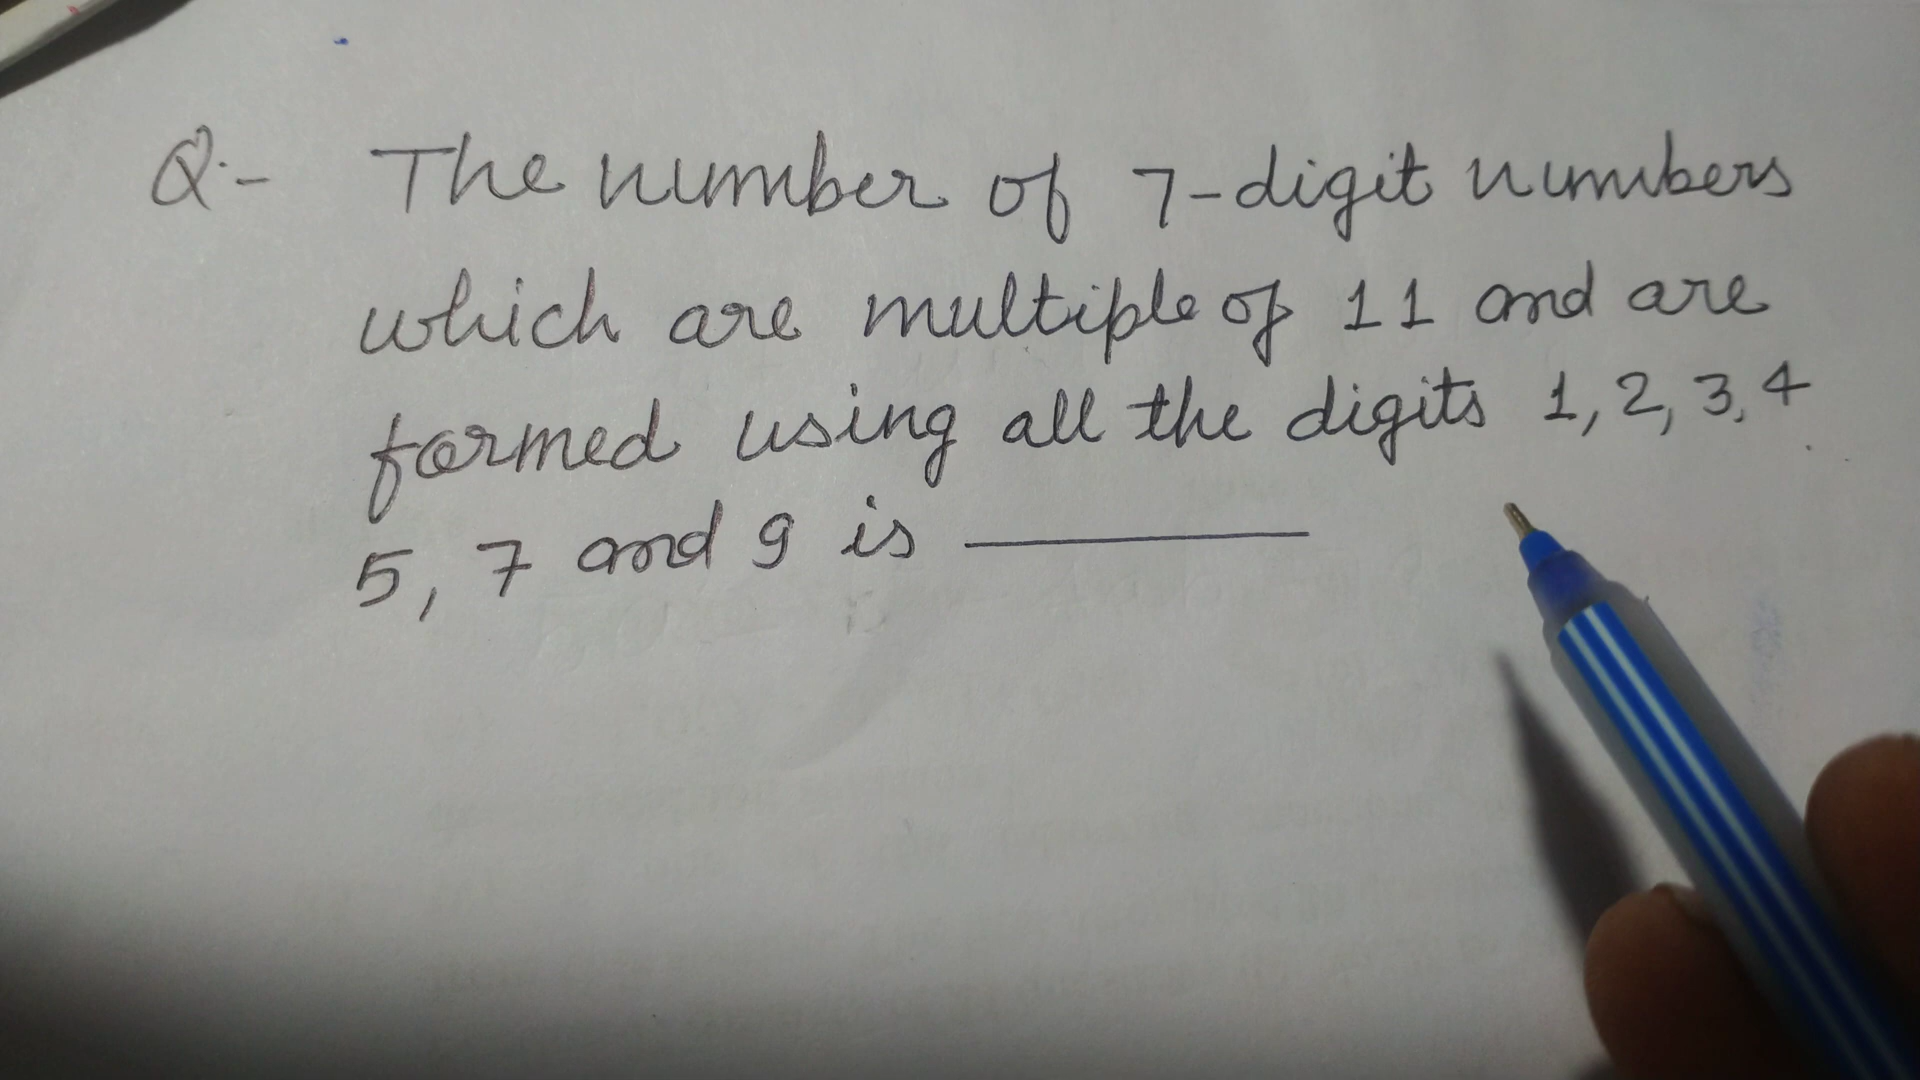 Q.- The number of 7-digit numbers
which are multiple of 11 and are
formed using all the digits 1, 2, 3, 4
5, 7 and 9 is ______